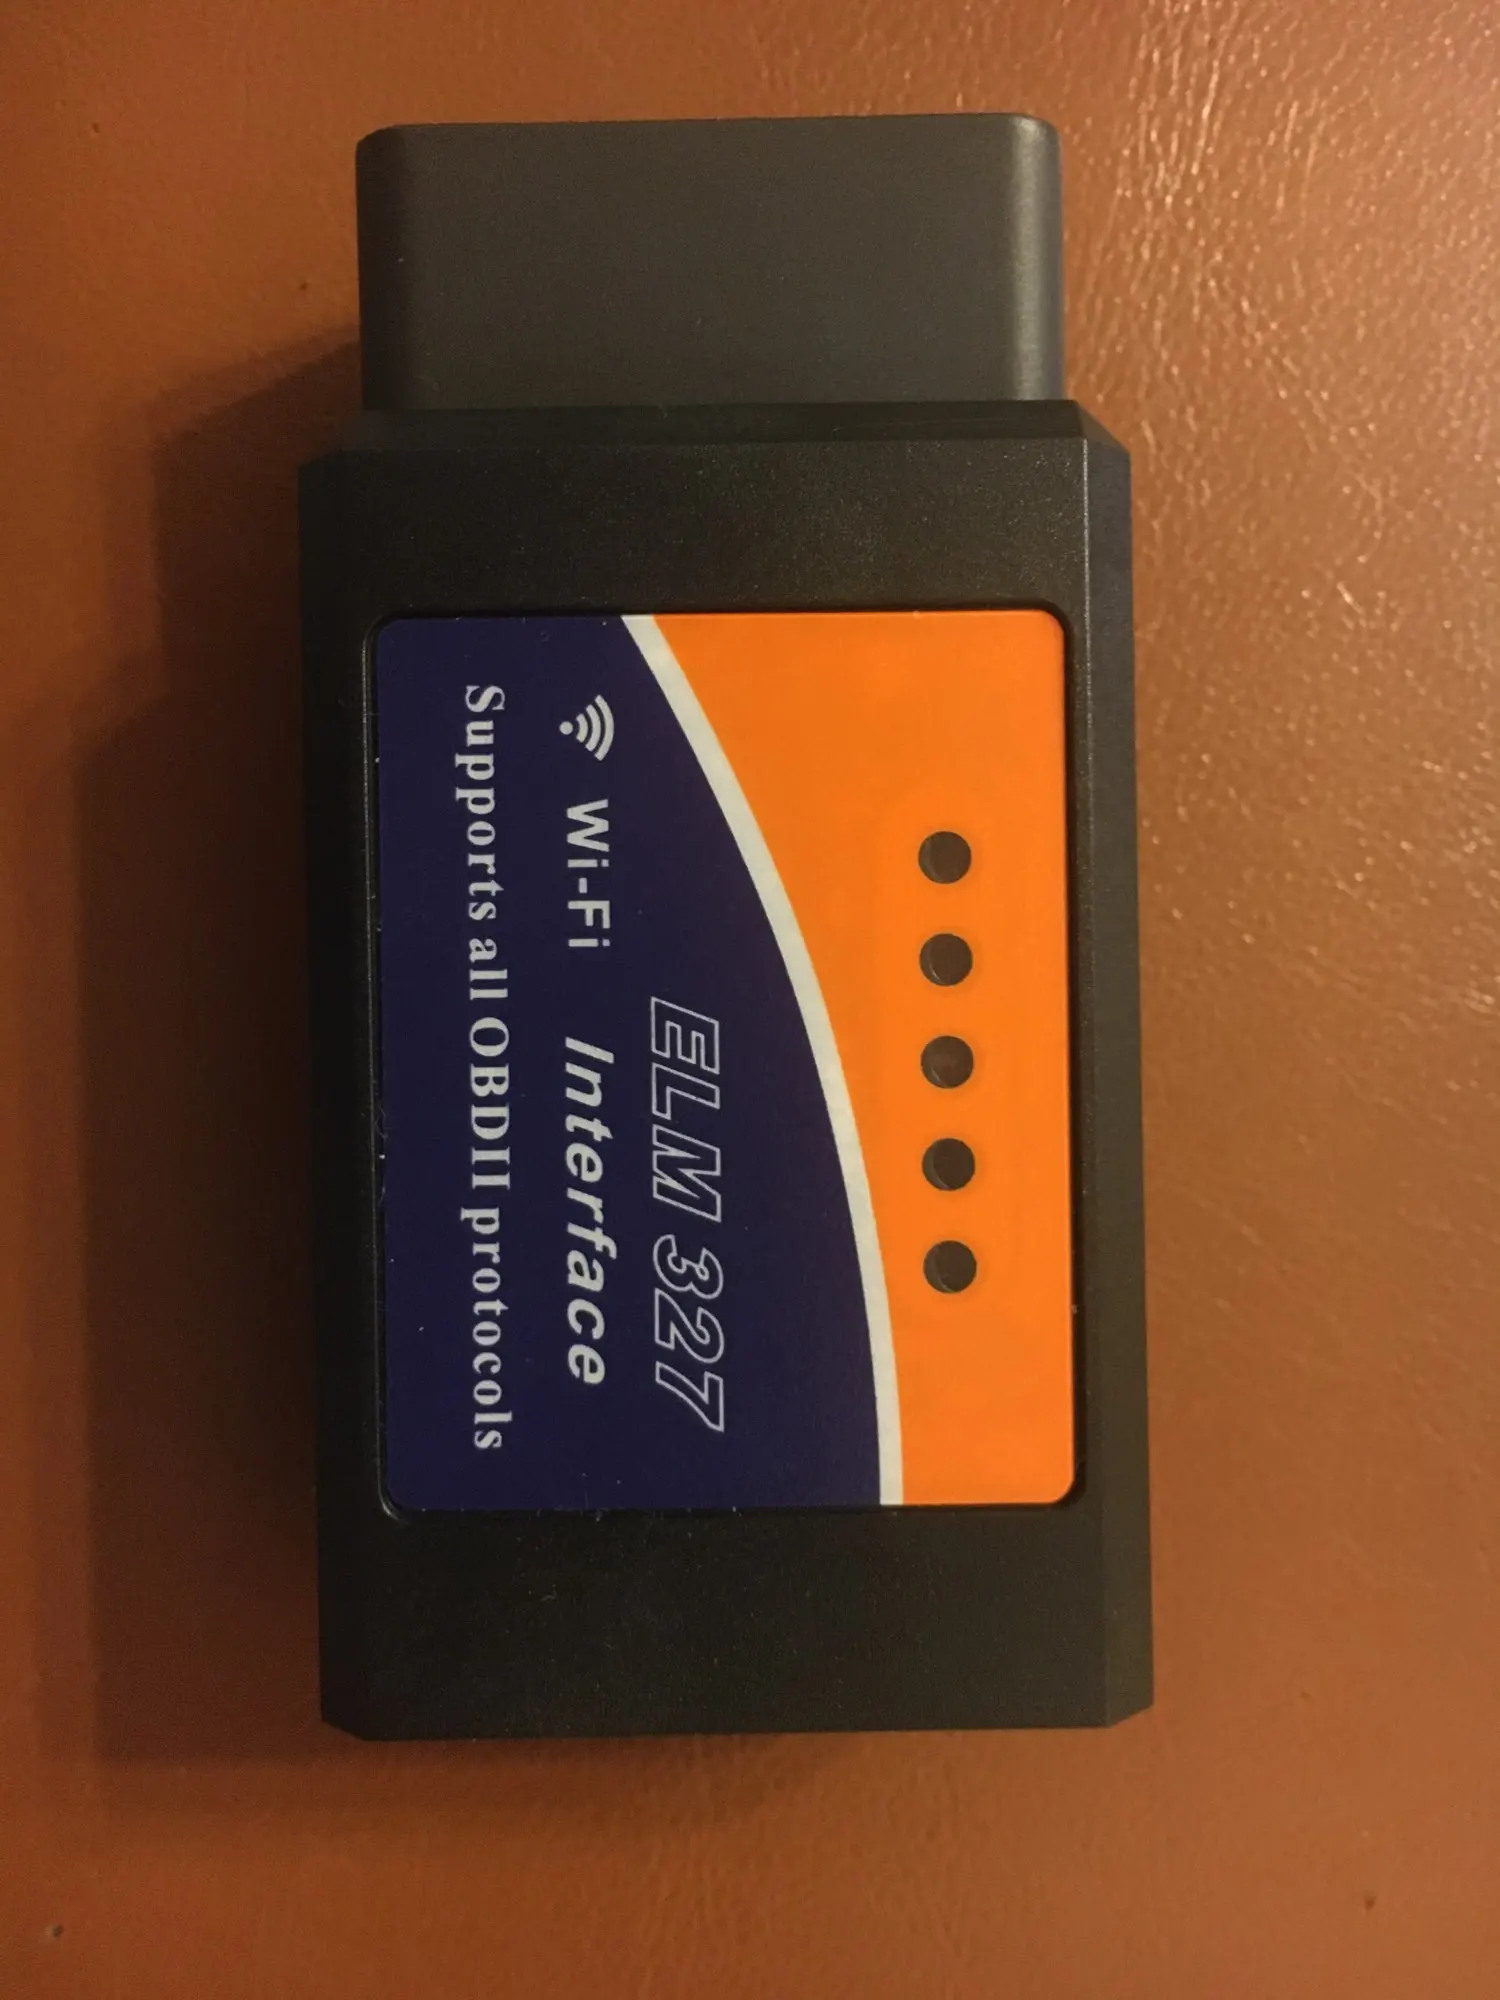 ELM 327
Wi-Fi Interface
Supports all OBDII protocols